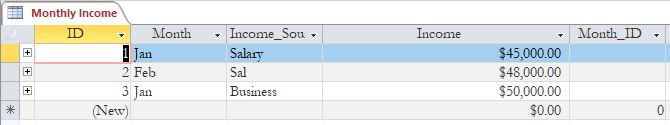 Monthly Income
ID Month Income_Sou Income Month_ID
1 Jan Salary $45,000.00
2 Feb Sal $48,000.00
3 Jan Business $50,000.00
* (New) $0.00 0